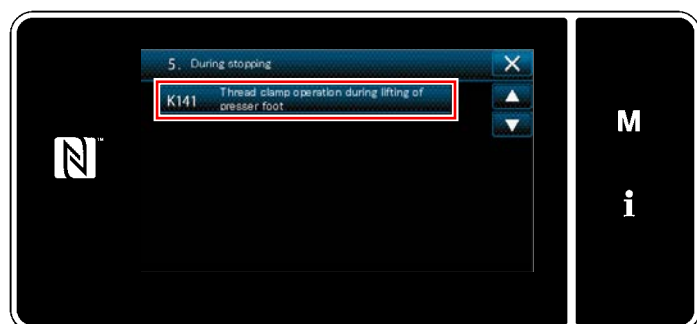 5. During stopping
K141 Thread clamp operation during lifting of
presser foot
M
i
N